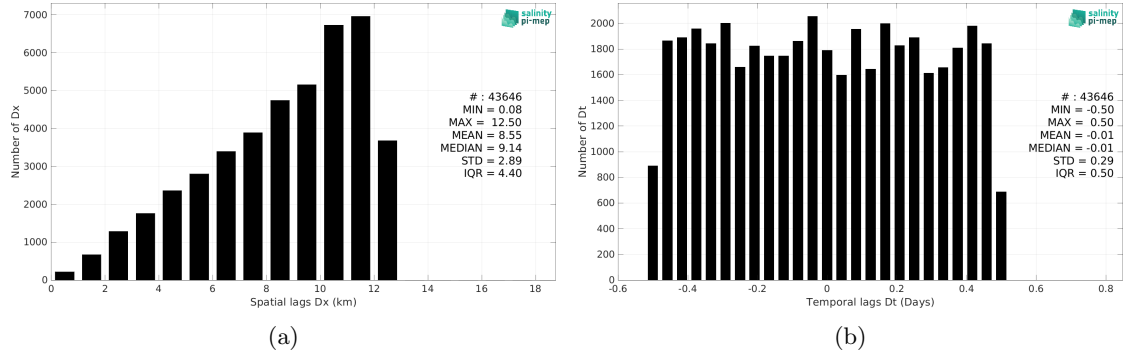 7000
6000
5000
4000
3000
2000
1000
0
Number of Dx
0 2 4 6 8 10 12 14 16 18
Spatial lags Dx (km)
salinity
pi-mep
# : 43646
MIN = 0.08
MAX = 12.50
MEAN = 8.55
MEDIAN = 9.14
STD = 2.89
IQR = 4.40
(a)
2000
1800
1600
1400
1200
1000
800
600
400
200
0
Number of Dt
-0.6 -0.4 -0.2 0 0.2 0.4 0.6 0.8
Temporal lags Dt (Days)
salinity
pi-mep
# : 43646
MIN = -0.50
MAX = 0.50
MEAN = -0.01
MEDIAN = -0.01
STD = 0.29
IQR = 0.50
(b)